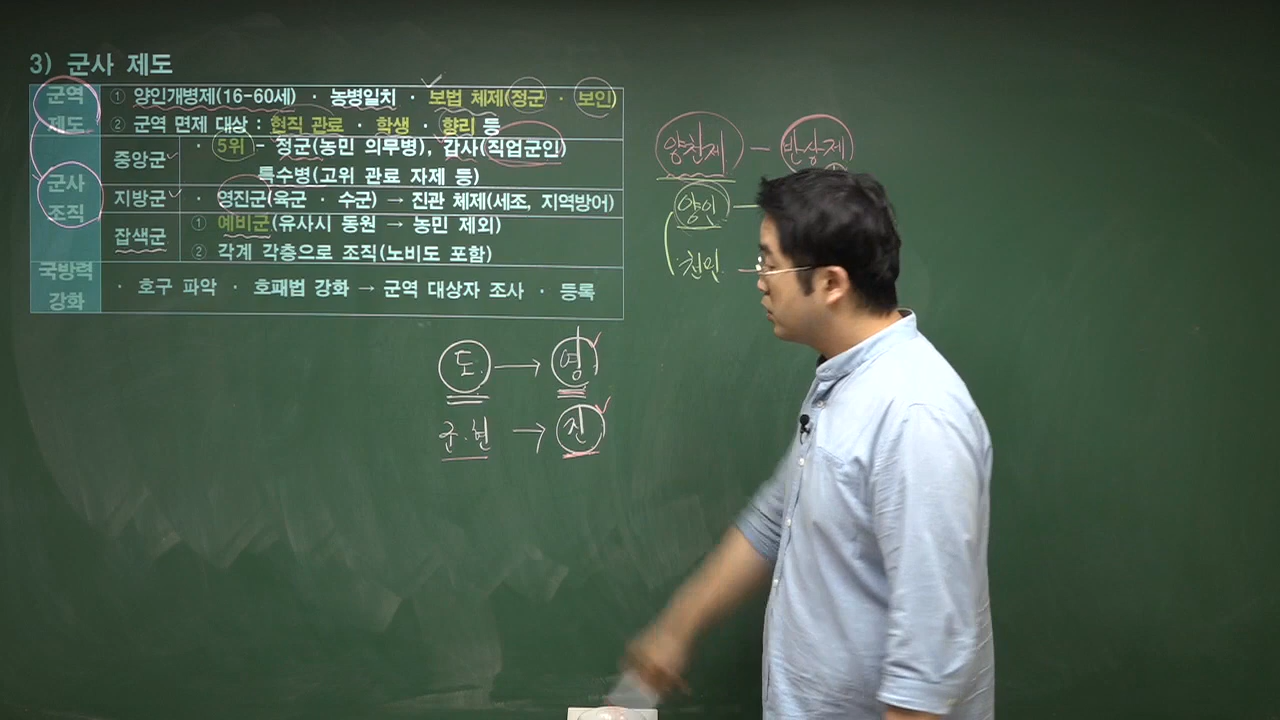 3) 군사 제도
군역 제도
① 양인개병제(16-60세) · 농병일치 · 보법 체제(정군 · 보인)
② 군역 면제 대상 : 현직 관료 · 학생 · 향리 등
군사 조직
중앙군
· 5위 - 정군(농민 의무병), 갑사(직업군인)
특수병(고위 관료 자제 등)
지방군
· 영진군(육군 · 수군) → 진관 체제(세조, 지역방어)
잡색군
① 예비군(유사시 동원 → 농민 제외)
② 각계 각층으로 조직(노비도 포함)
국방력 강화
· 호구 파악 · 호패법 강화 → 군역 대상자 조사 · 등록
양천제 — 반상제
양인 —
천인 —
도 → 영
군·현 → 진